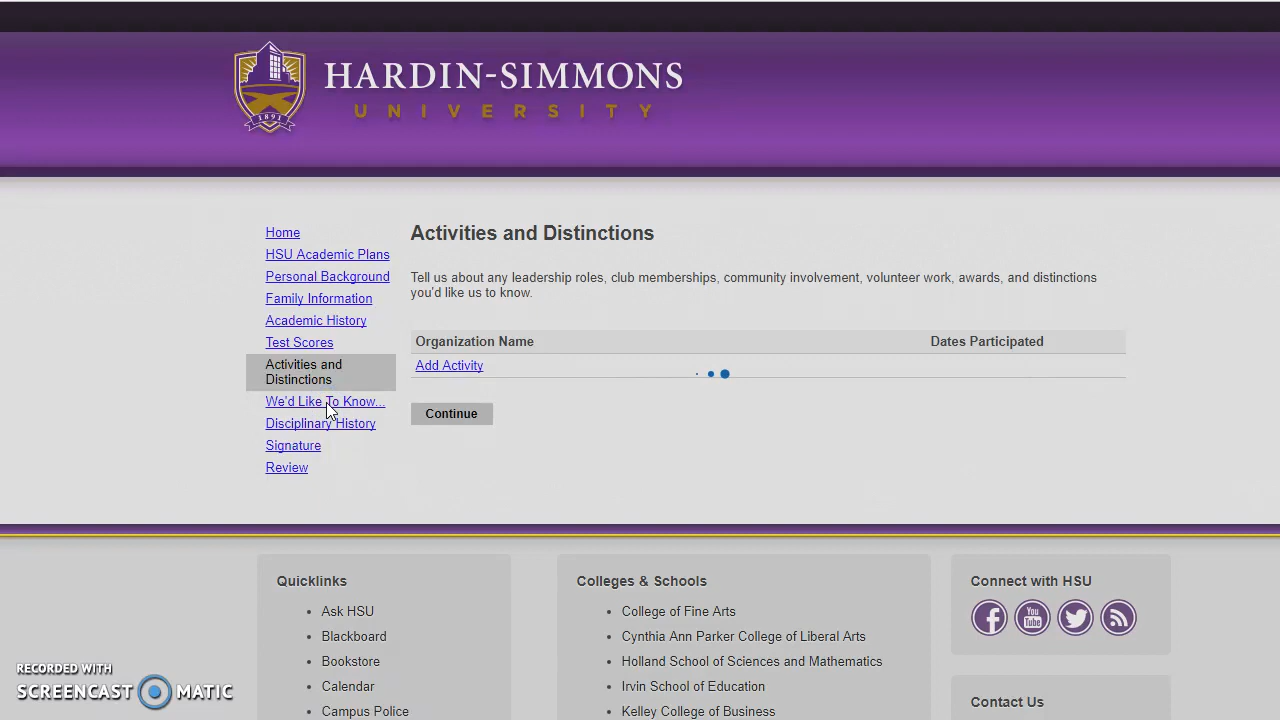 HARDIN-SIMMONS
UNIVERSITY
1891
Home
HSU Academic Plans
Personal Background
Family Information
Academic History
Test Scores
Activities and
Distinctions
We'd Like To Know...
Disciplinary History
Signature
Review
Activities and Distinctions
Tell us about any leadership roles, club memberships, community involvement, volunteer work, awards, and distinctions
you'd like us to know.
Organization Name Dates Participated
Add Activity
Continue
Quicklinks
Ask HSU
Blackboard
Bookstore
Calendar
Campus Police
Colleges & Schools
College of Fine Arts
Cynthia Ann Parker College of Liberal Arts
Holland School of Sciences and Mathematics
Irvin School of Education
Kelley College of Business
Connect with HSU
You
Tube
Contact Us
RECORDED WITH
SCREENCAST MATIC